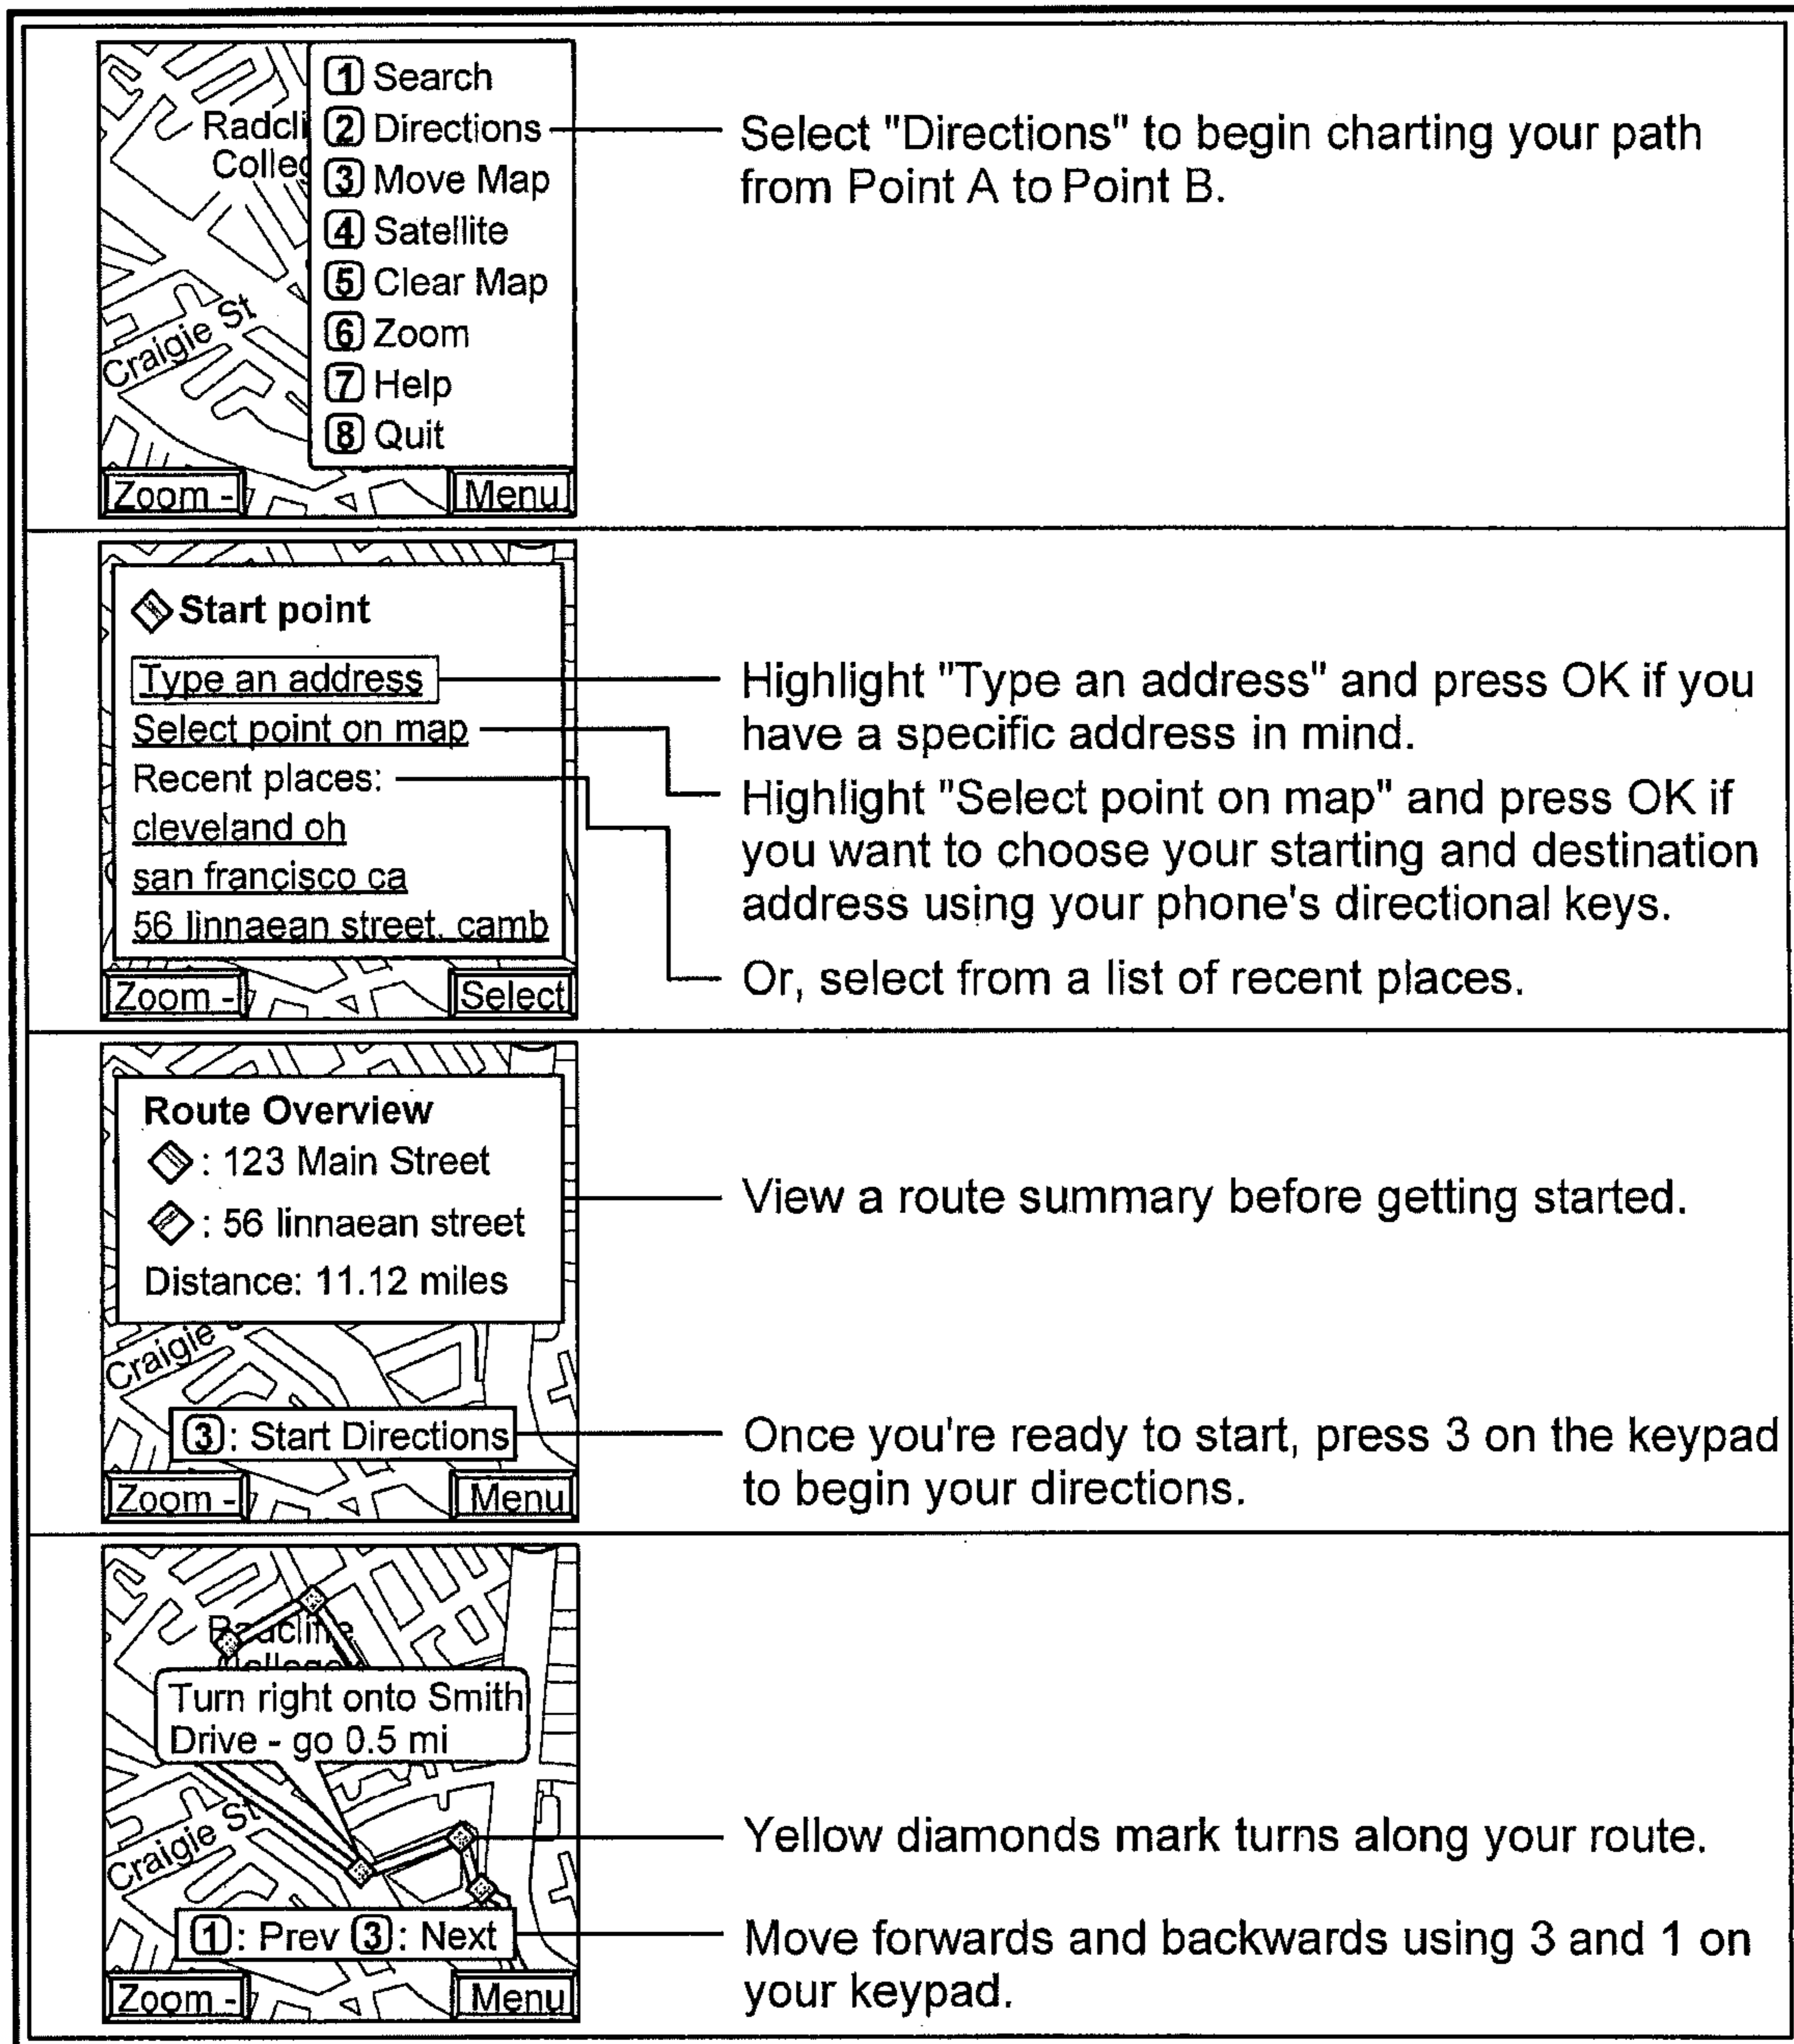 1 Search
2 Directions
3 Move Map
4 Satellite
5 Clear Map
6 Zoom
7 Help
8 Quit
Radcli
Colleg
Craigie St
Zoom -
Menu
Select "Directions" to begin charting your path
from Point A to Point B.
Start point
Type an address
Select point on map
Recent places:
cleveland oh
san francisco ca
56 linnaean street, camb
Zoom -
Select
Highlight "Type an address" and press OK if you
have a specific address in mind.
Highlight "Select point on map" and press OK if
you want to choose your starting and destination
address using your phone's directional keys.
Or, select from a list of recent places.
Route Overview
: 123 Main Street
: 56 linnaean street
Distance: 11.12 miles
Craigie
3: Start Directions
Zoom -
Menu
View a route summary before getting started.
Once you're ready to start, press 3 on the keypad
to begin your directions.
Radcliffe
College
Turn right onto Smith
Drive - go 0.5 mi
Craigie St
1: Prev 3: Next
Zoom -
Menu
Yellow diamonds mark turns along your route.
Move forwards and backwards using 3 and 1 on
your keypad.